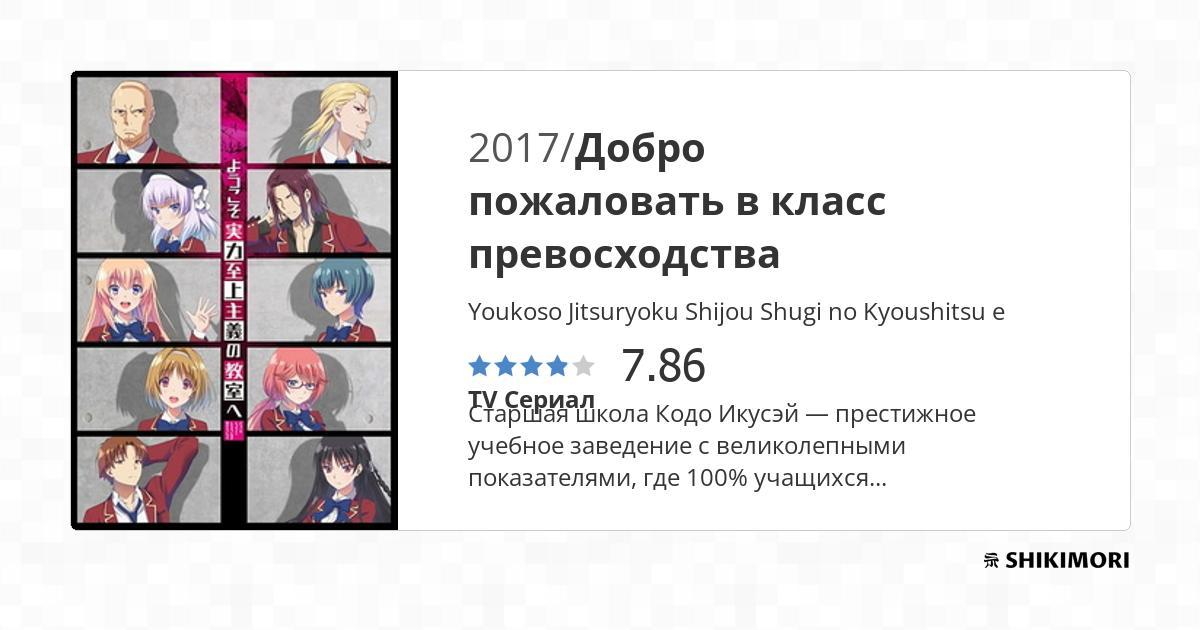 ようこそ実力至上主義の教室へ
2017/Добро
пожаловать в класс
превосходства
Youkoso Jitsuryoku Shijou Shugi no Kyoushitsu e
7.86
TV Сериал
Старшая школа Кодо Икусэй — престижное
учебное заведение с великолепными
показателями, где 100% учащихся...
SHIKIMORI